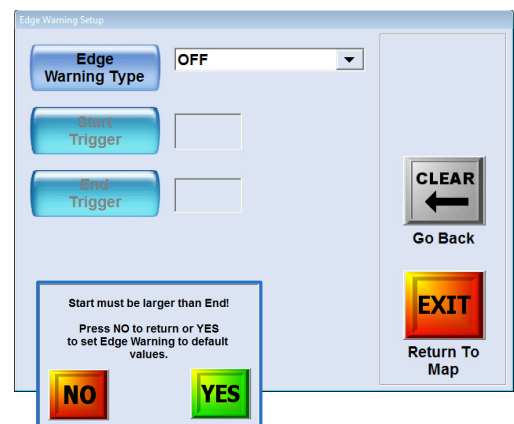 Edge Warning Setup
Edge
Warning Type
OFF
Start
Trigger
End
Trigger
CLEAR
Go Back
EXIT
Return To
Map
Start must be larger than End!
Press NO to return or YES
to set Edge Warning to default
values.
NO
YES